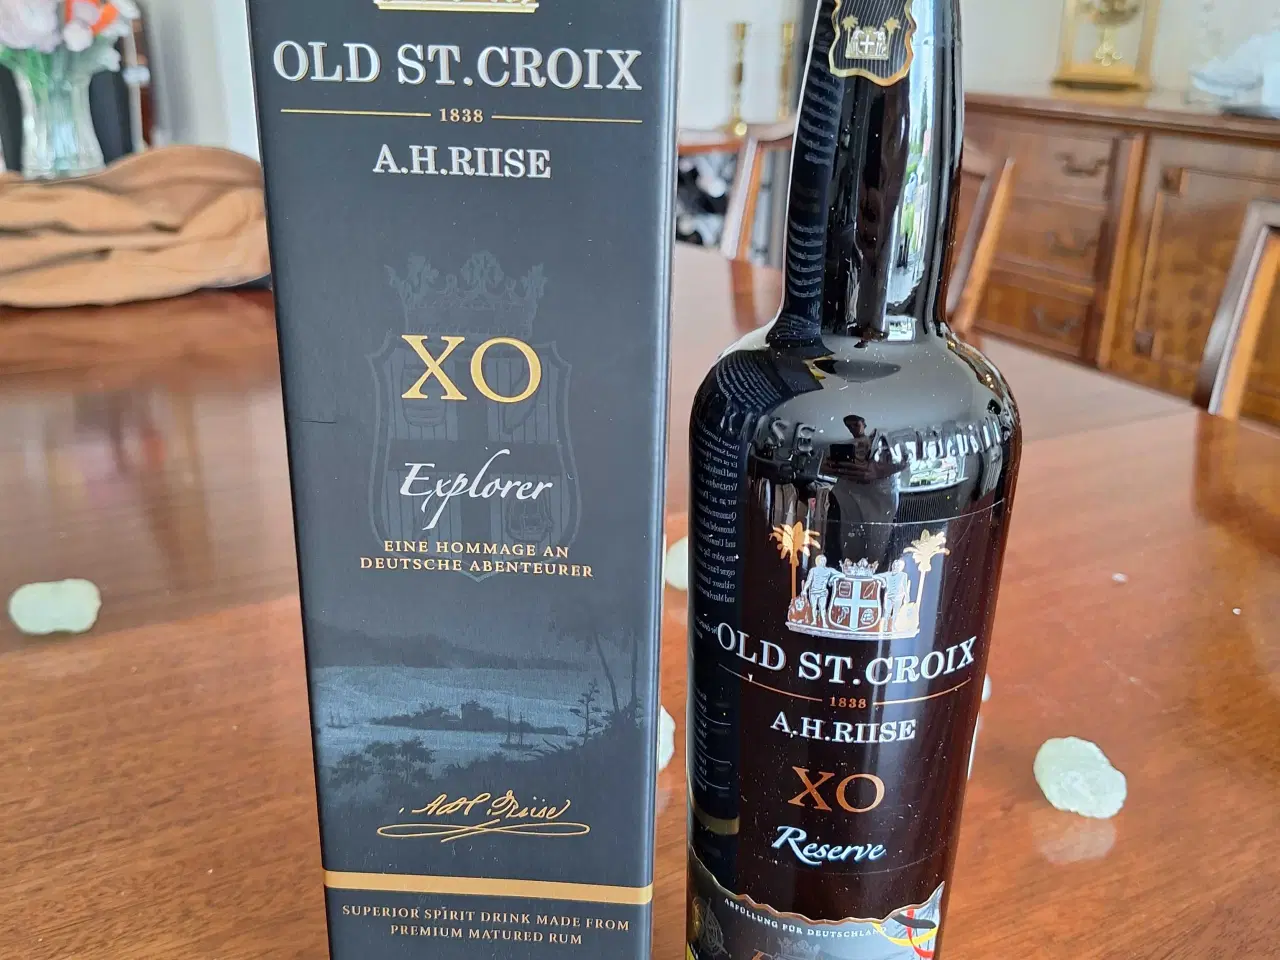 OLD ST.CROIX
1838
A.H.RIISE
XO
Explorer
EINE HOMMAGE AN
DEUTSCHE ABENTEURER
A H Riise
SUPERIOR SPIRIT DRINK MADE FROM
PREMIUM MATURED RUM
OLD ST.CROIX
1838
A.H.RIISE
XO
Reserve
ABFÜLLUNG FÜR DEUTSCHLAND